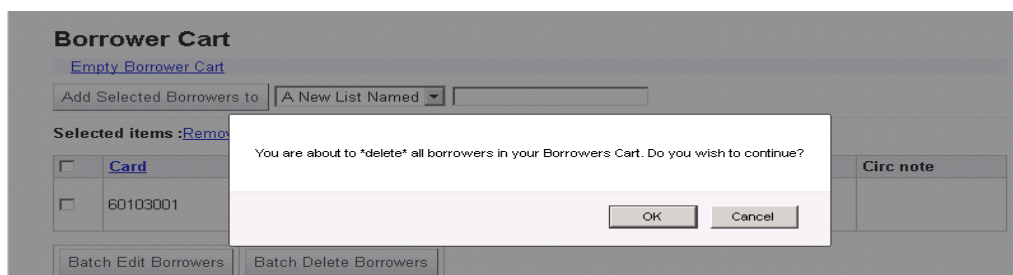 Borrower Cart
Empty Borrower Cart
Add Selected Borrowers to A New List Named
Selected items :Remov
You are about to *delete* all borrowers in your Borrowers Cart. Do you wish to continue?
Card Circ note
60103001
OK Cancel
Batch Edit Borrowers Batch Delete Borrowers